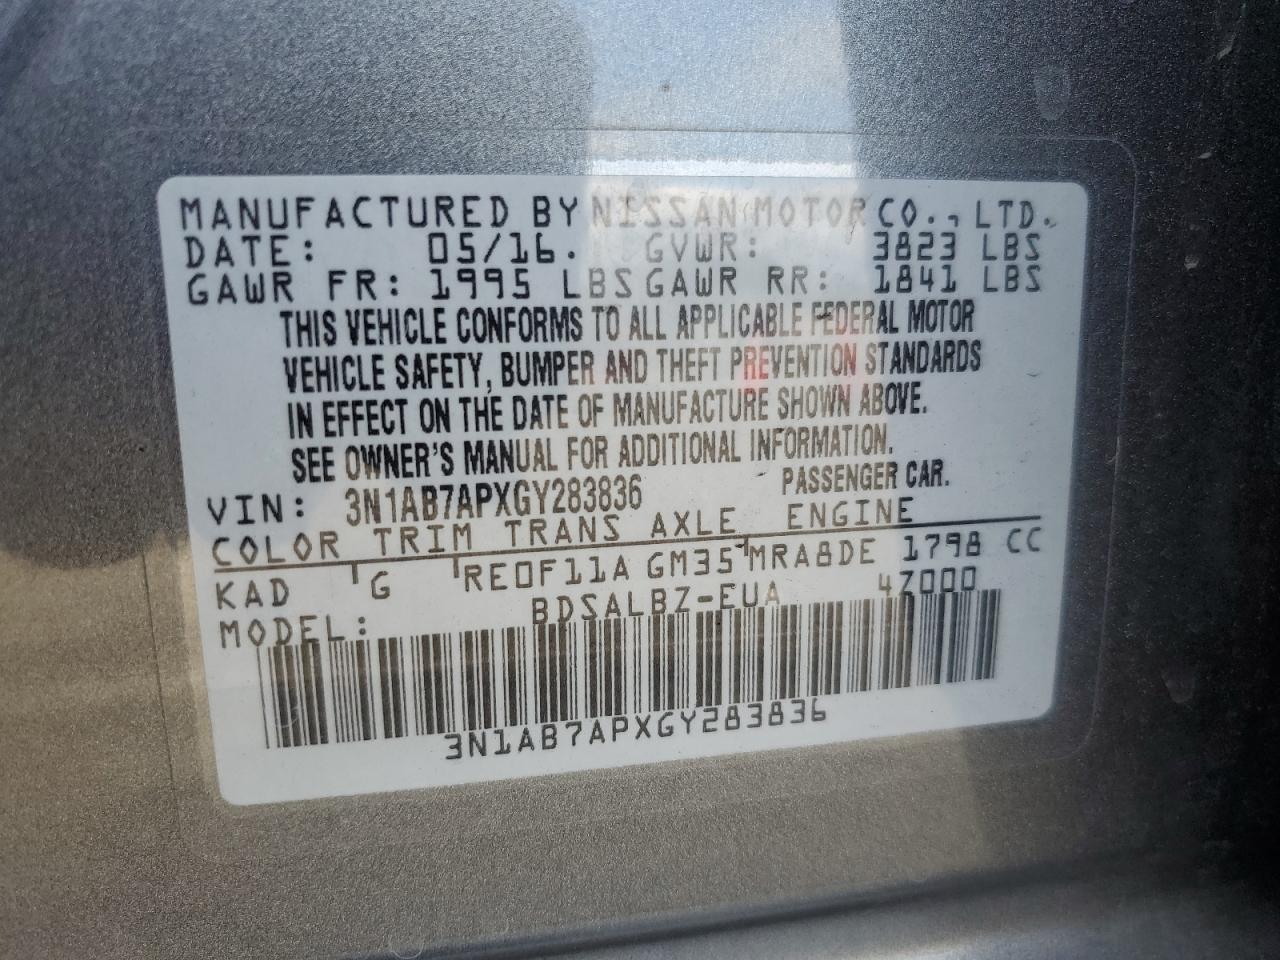 MANUFACTURED BY NISSAN MOTOR CO., LTD.
DATE: 05/16. GVWR: 3823 LBS
GAWR FR: 1995 LBS GAWR RR: 1841 LBS
THIS VEHICLE CONFORMS TO ALL APPLICABLE FEDERAL MOTOR
VEHICLE SAFETY, BUMPER AND THEFT PREVENTION STANDARDS
IN EFFECT ON THE DATE OF MANUFACTURE SHOWN ABOVE.
SEE OWNER'S MANUAL FOR ADDITIONAL INFORMATION.
VIN: 3N1AB7APXGY283836 PASSENGER CAR.
COLOR TRIM TRANS AXLE ENGINE
KAD G RE0F11A GM35 MRA8DE 1798 CC
MODEL: BDSALBZ-EUA 4Z000
3N1AB7APXGY283836